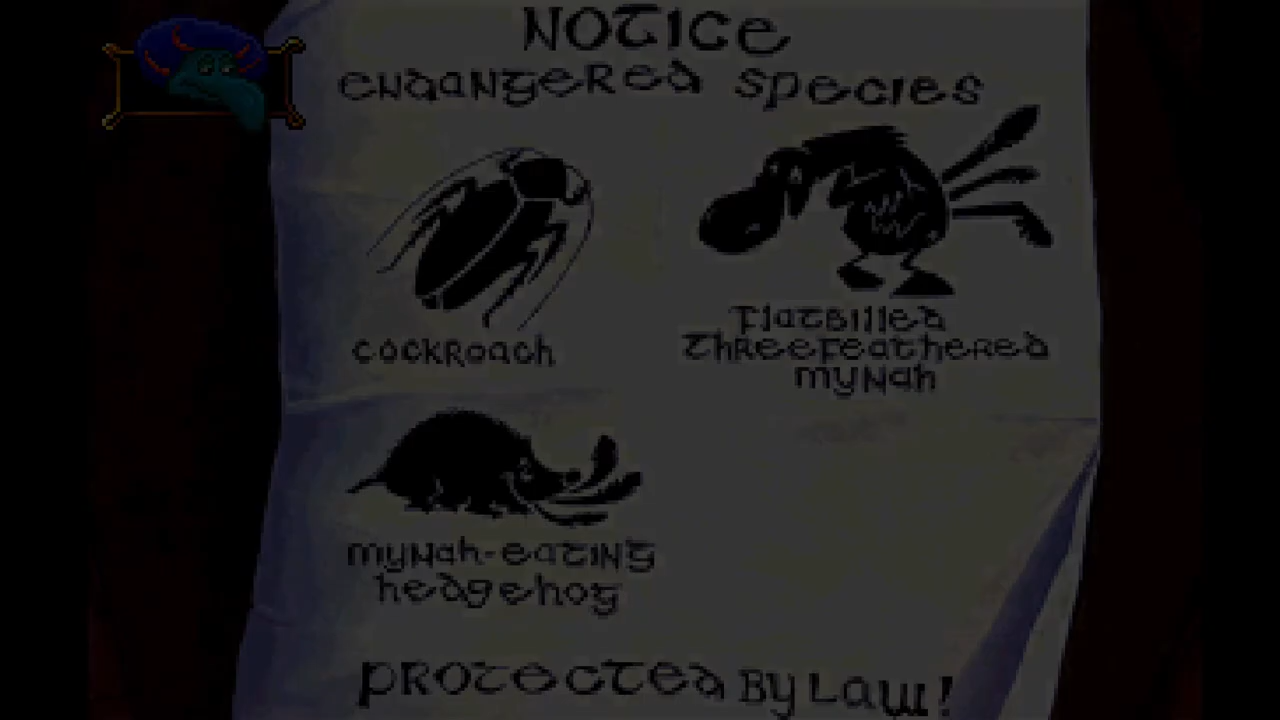 NOTICE
ENDANGERED SPECIES
COCKROACH
FLATBILLED
THREEFEATHERED
MYNAH
MYNAH-EATING
HEDGEHOG
PROTECTED BY LAW!